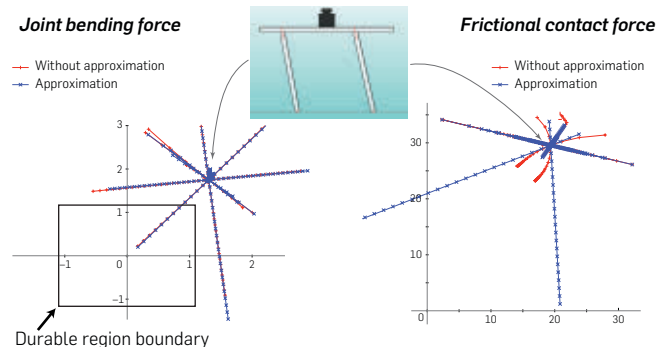 Joint bending force
Without approximation
Approximation
3
2
1
−1
0
1
2
−1
Durable region boundary
Frictional contact force
Without approximation
Approximation
30
20
10
0
10
20
30